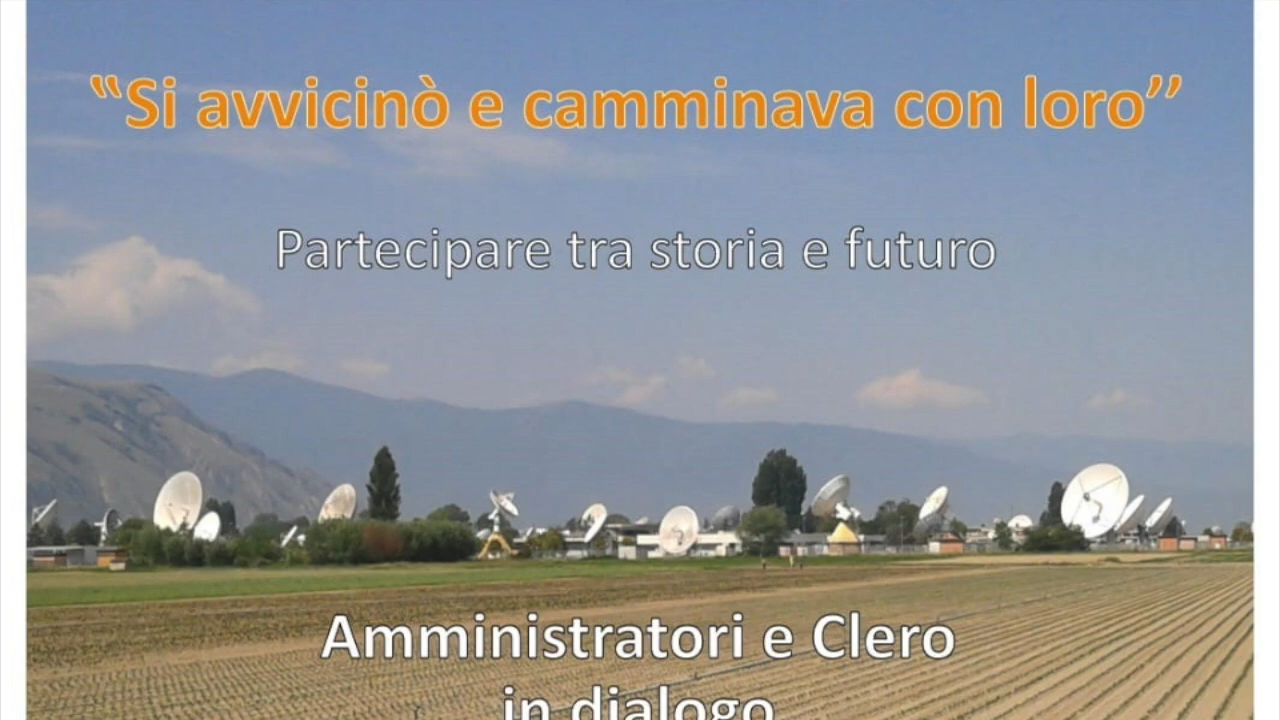 ‟Si avvicinò e camminava con loro”
Partecipare tra storia e futuro
Amministratori e Clero
in dialogo